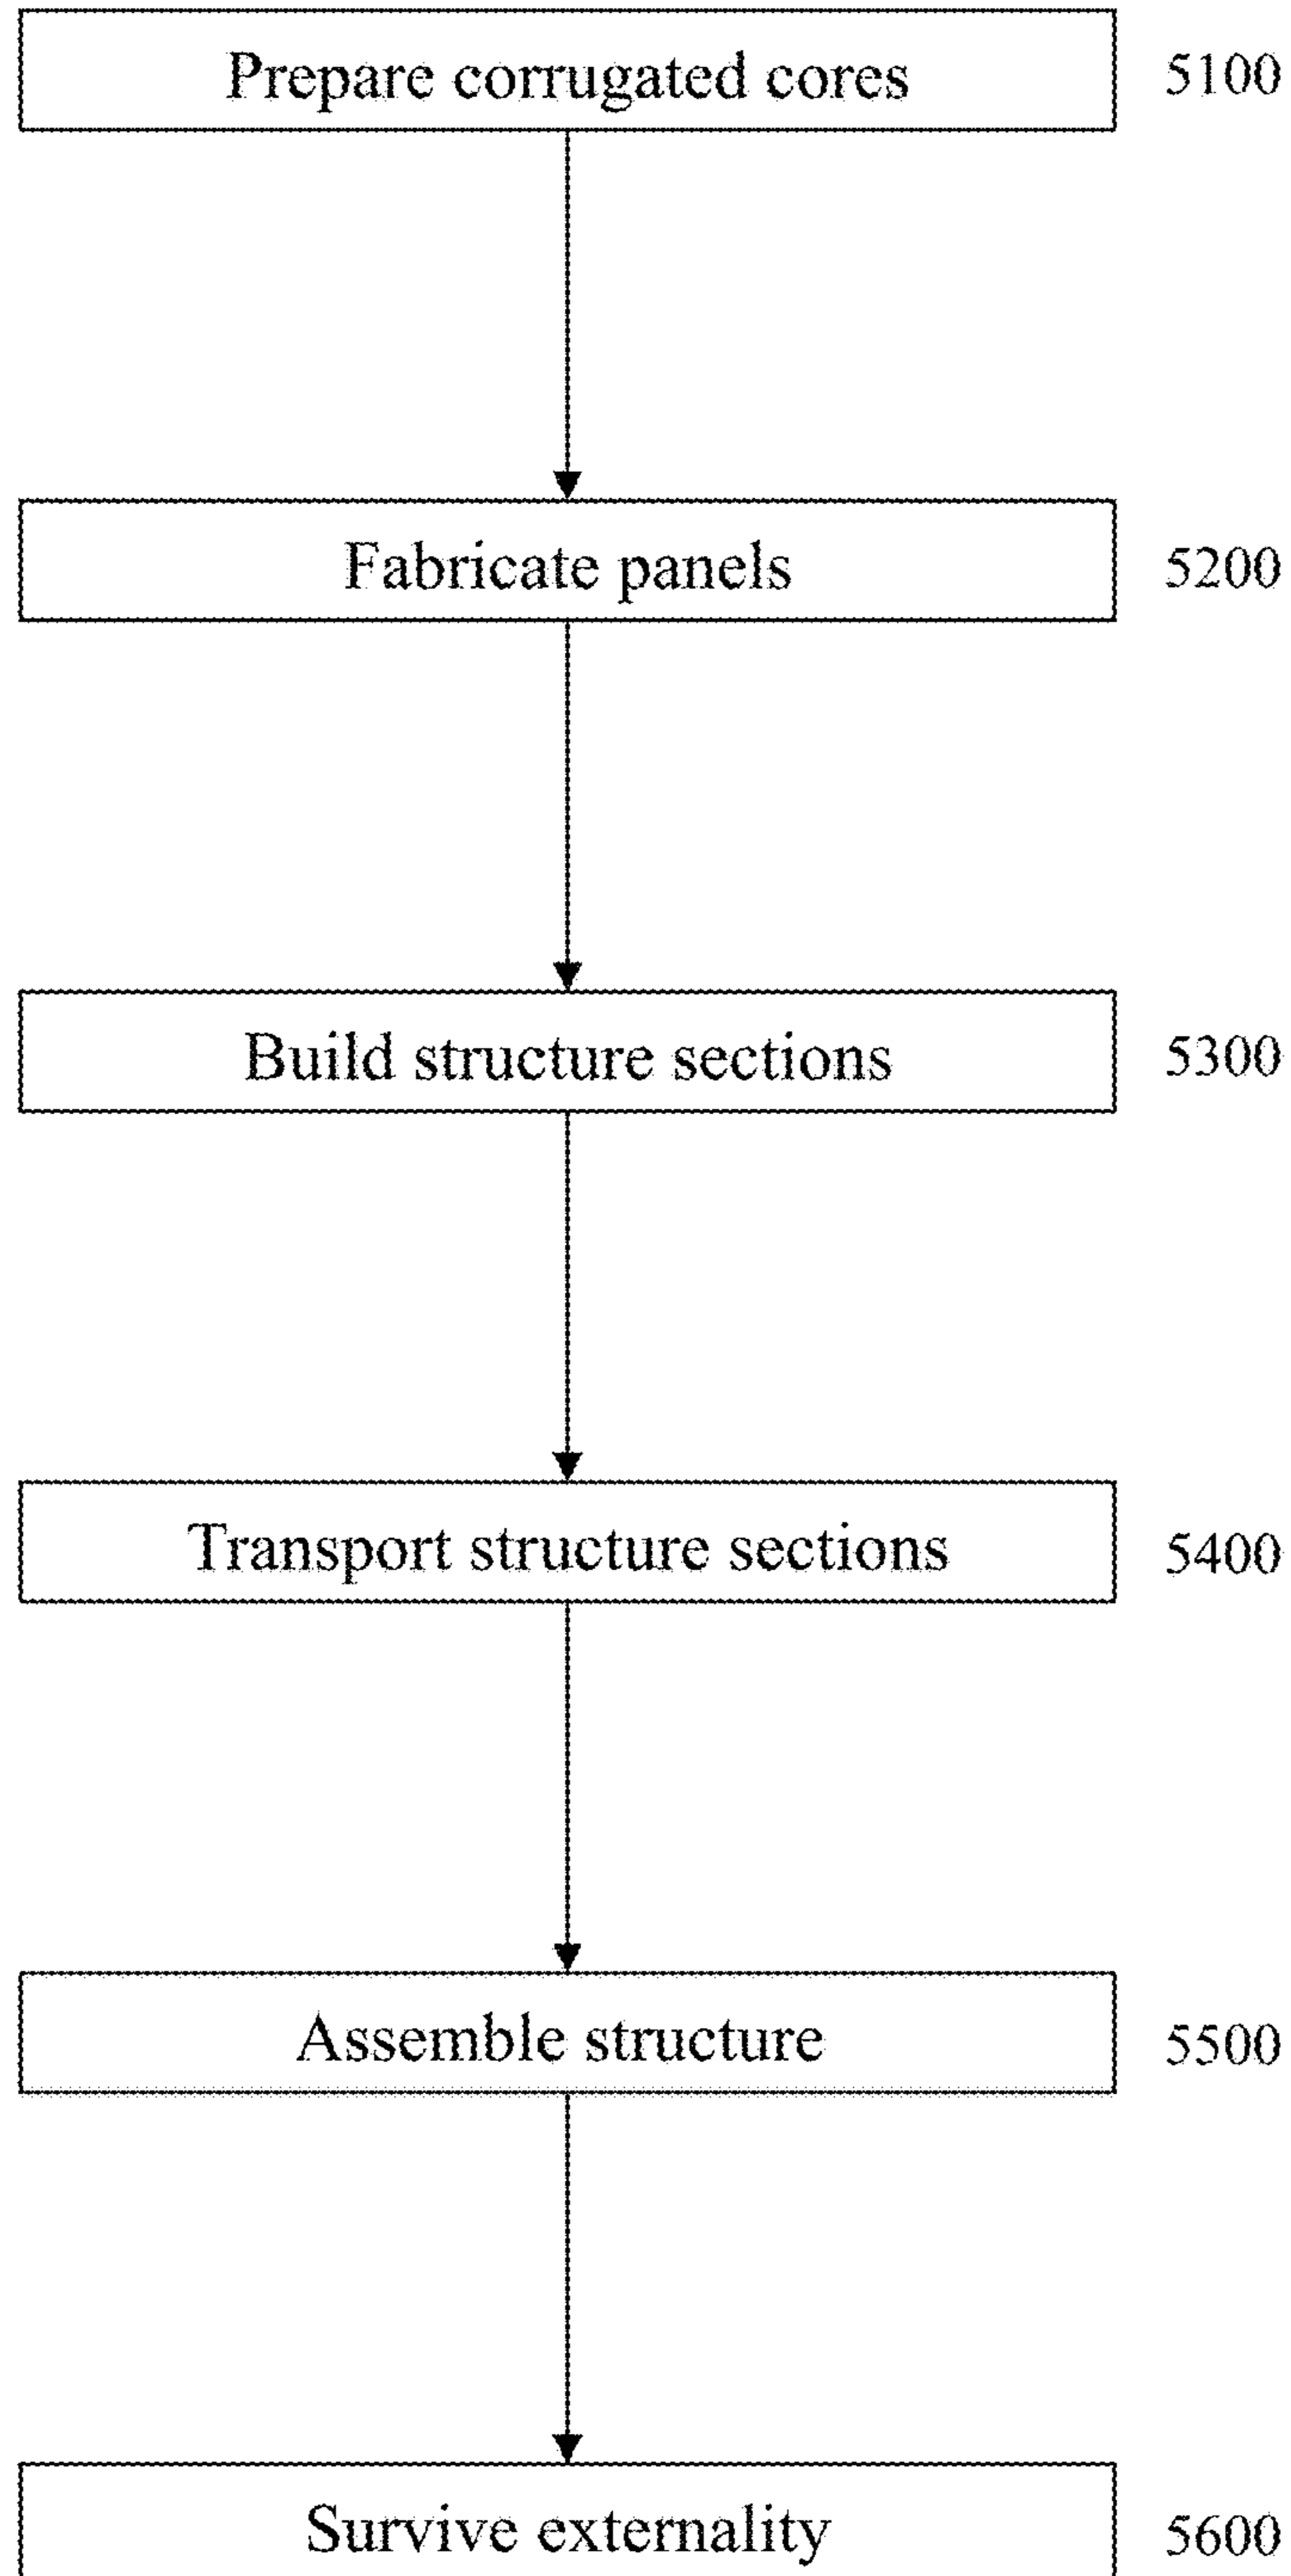 Prepare corrugated cores 5100
Fabricate panels 5200
Build structure sections 5300
Transport structure sections 5400
Assemble structure 5500
Survive externality 5600